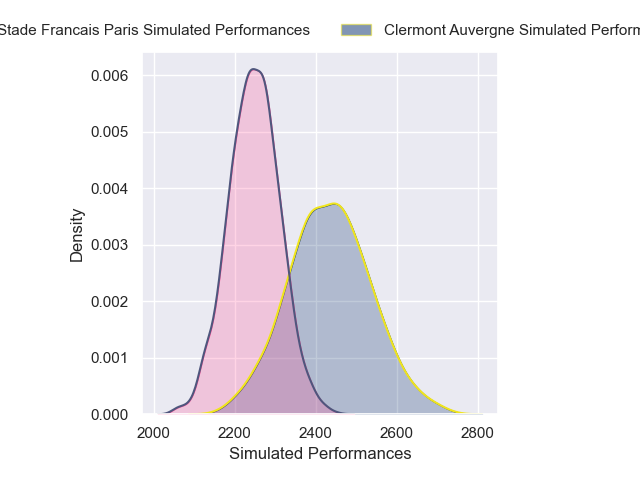 Stade Francais Paris Simulated Performances
Clermont Auvergne Simulated Perform
0.006
0.005
0.004
0.003
0.002
0.001
0.000
Density
2000 2200 2400 2600 2800
Simulated Performances